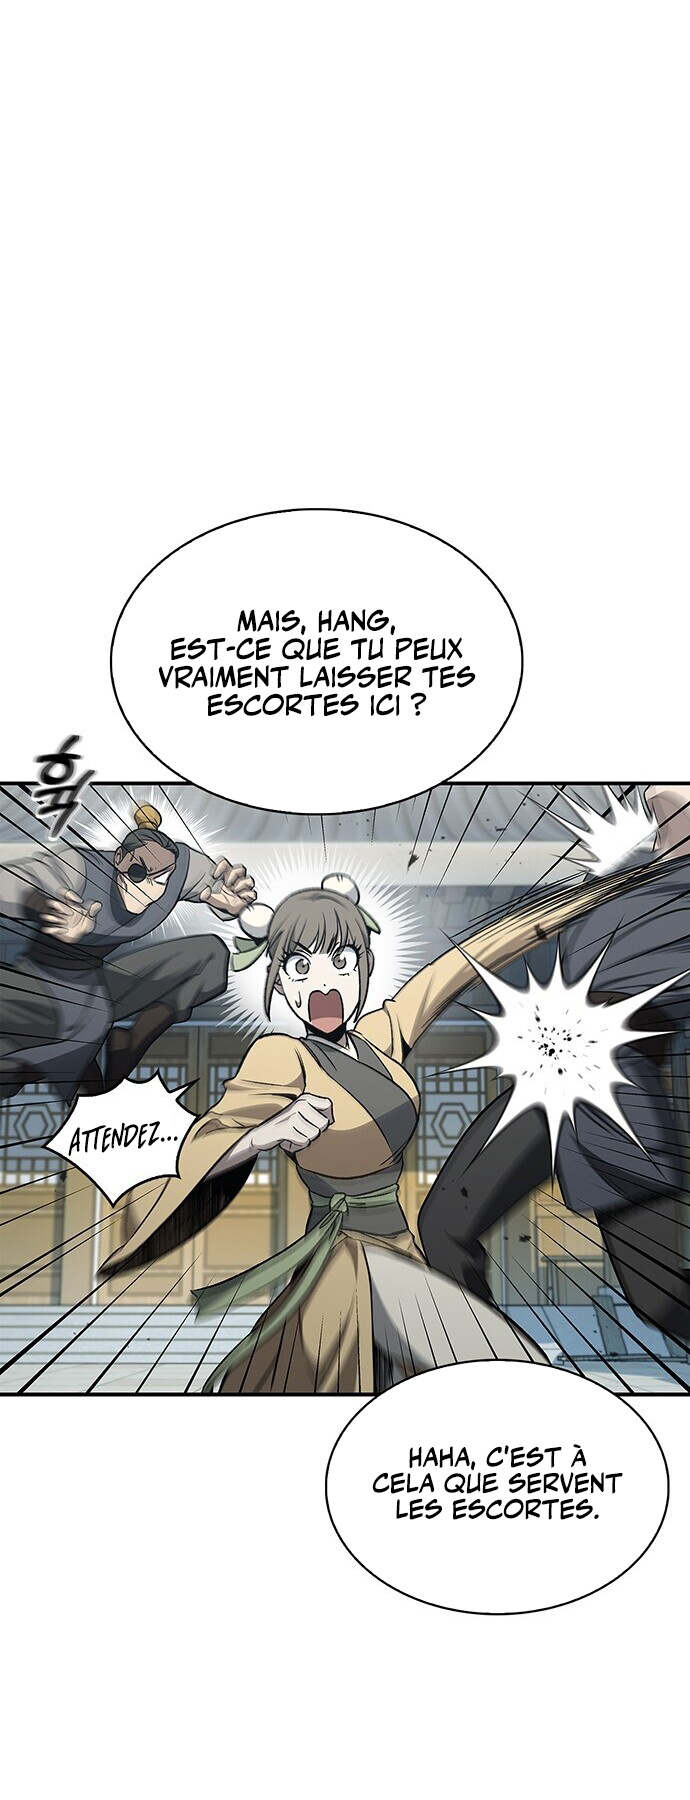 MAIS, HANG,
EST-CE QUE TU PEUX
VRAIMENT LAISSER TES
ESCORTES ICI ?
훅
ATTENDEZ...
HAHA, C'EST À
CELA QUE SERVENT
LES ESCORTES.